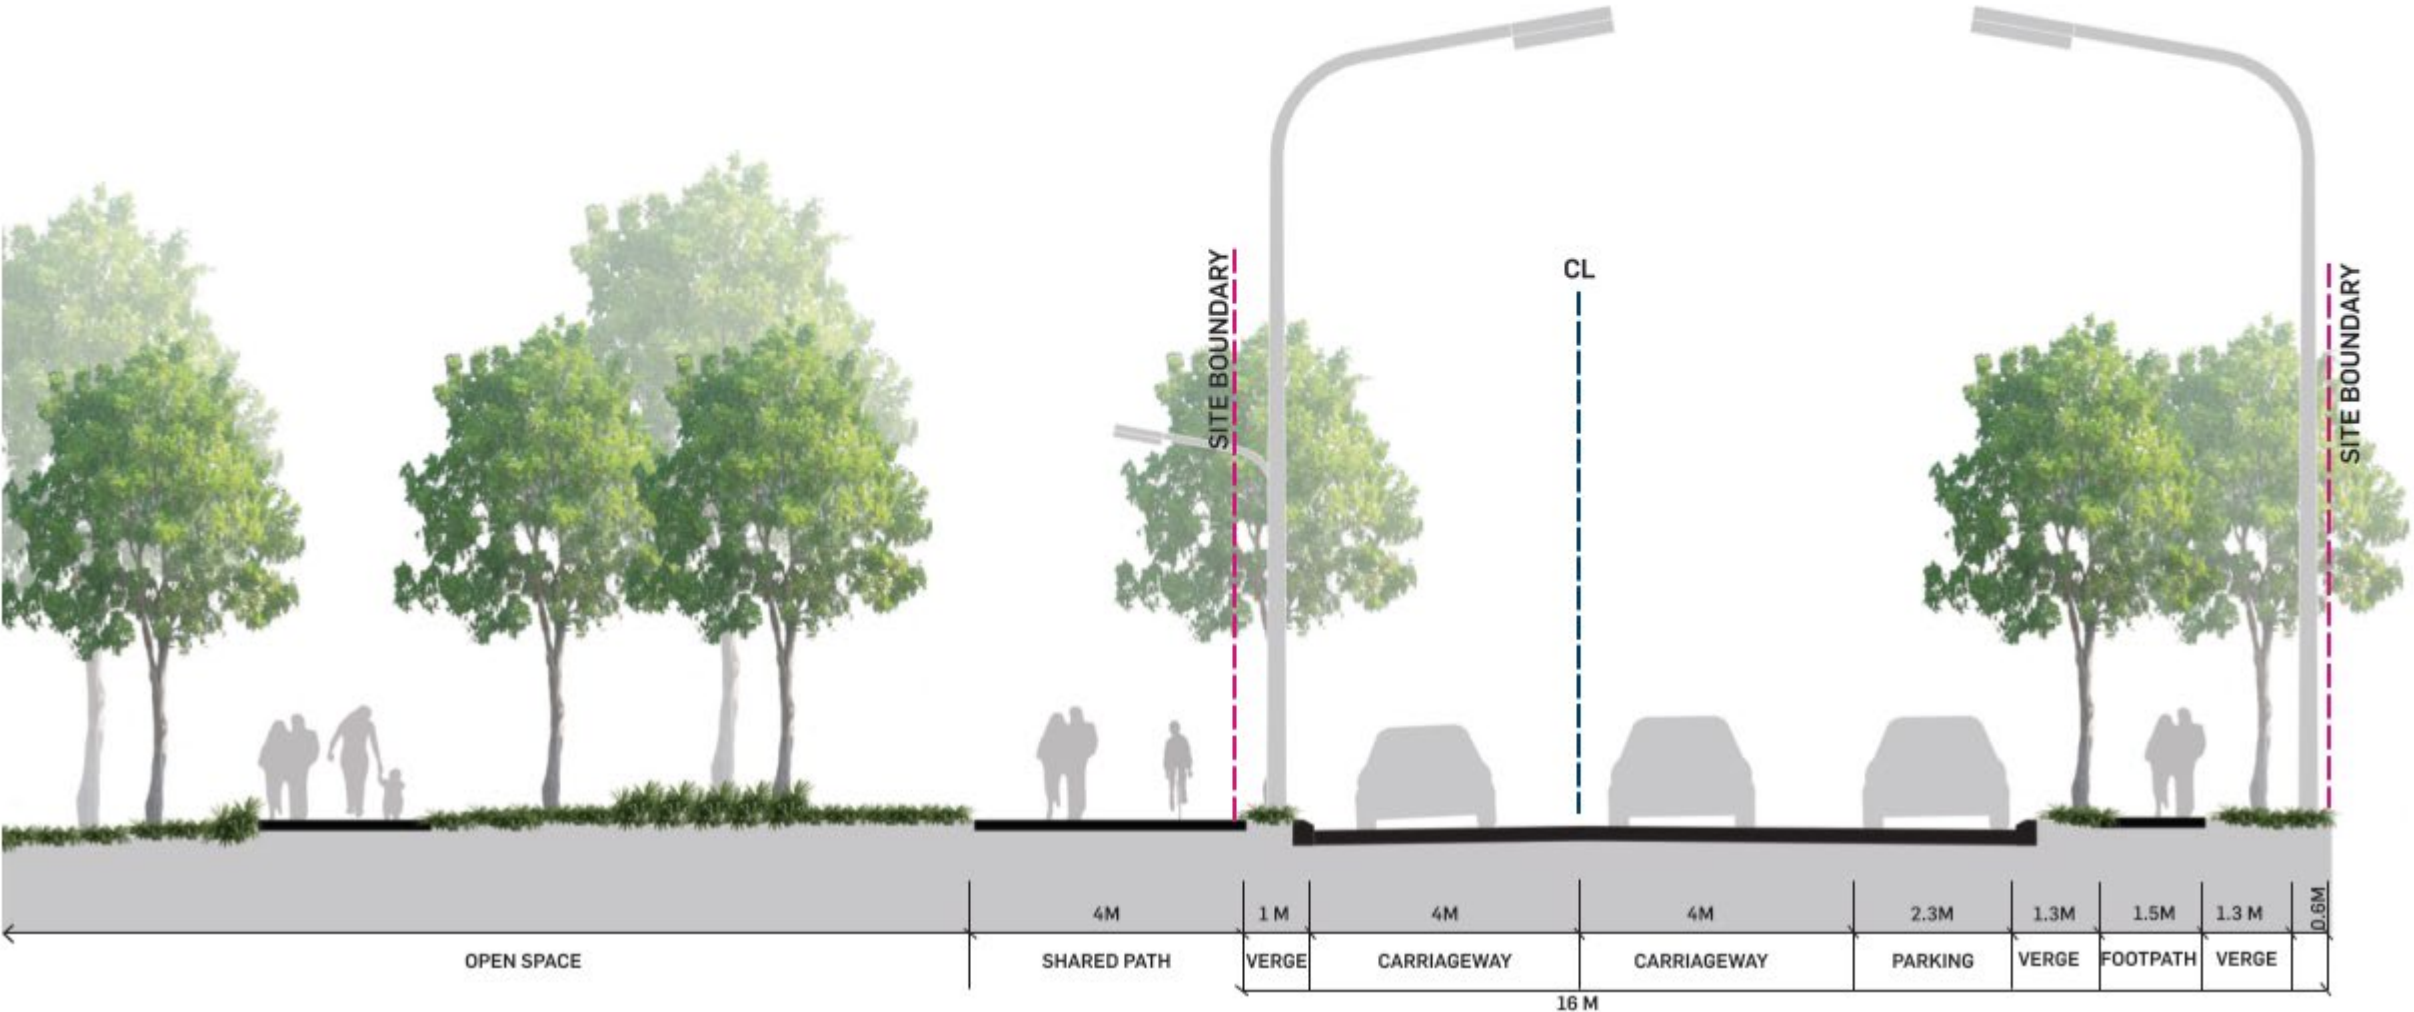 SITE BOUNDARY
CL
SITE BOUNDARY
4M
1 M
4M
4M
2.3M
1.3M
1.5M
1.3 M
0.6M
OPEN SPACE
SHARED PATH
VERGE
CARRIAGEWAY
CARRIAGEWAY
PARKING
VERGE
FOOTPATH
VERGE
16 M